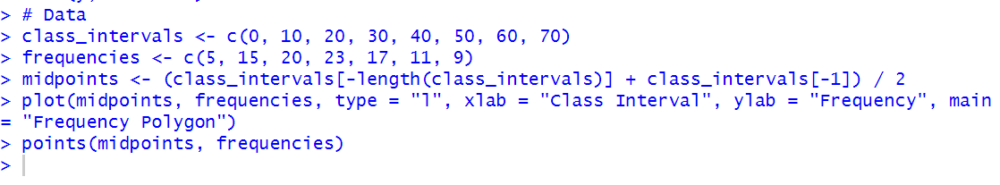 > # Data
> class_intervals <- c(0, 10, 20, 30, 40, 50, 60, 70)
> frequencies <- c(5, 15, 20, 23, 17, 11, 9)
> midpoints <- (class_intervals[-length(class_intervals)] + class_intervals[-1]) / 2
> plot(midpoints, frequencies, type = "l", xlab = "Class Interval", ylab = "Frequency", main
= "Frequency Polygon")
> points(midpoints, frequencies)
>